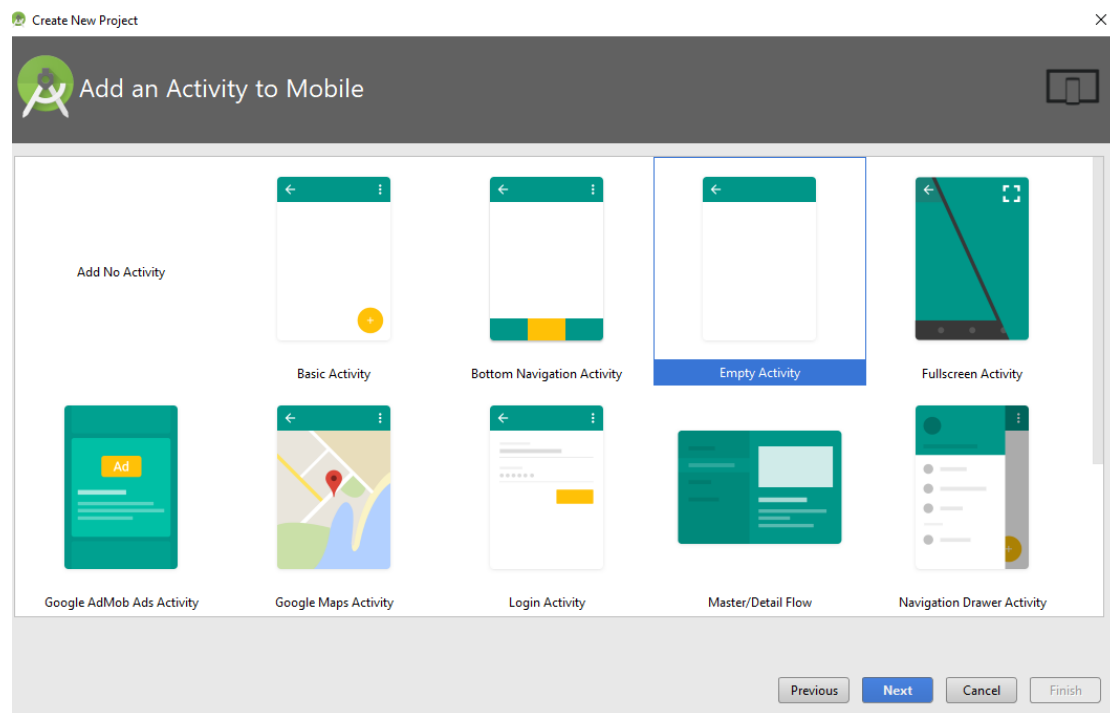 Create New Project
Add an Activity to Mobile
Add No Activity
Basic Activity
Bottom Navigation Activity
Empty Activity
Fullscreen Activity
Ad
Google AdMob Ads Activity
Google Maps Activity
Login Activity
Master/Detail Flow
Navigation Drawer Activity
Previous
Next
Cancel
Finish